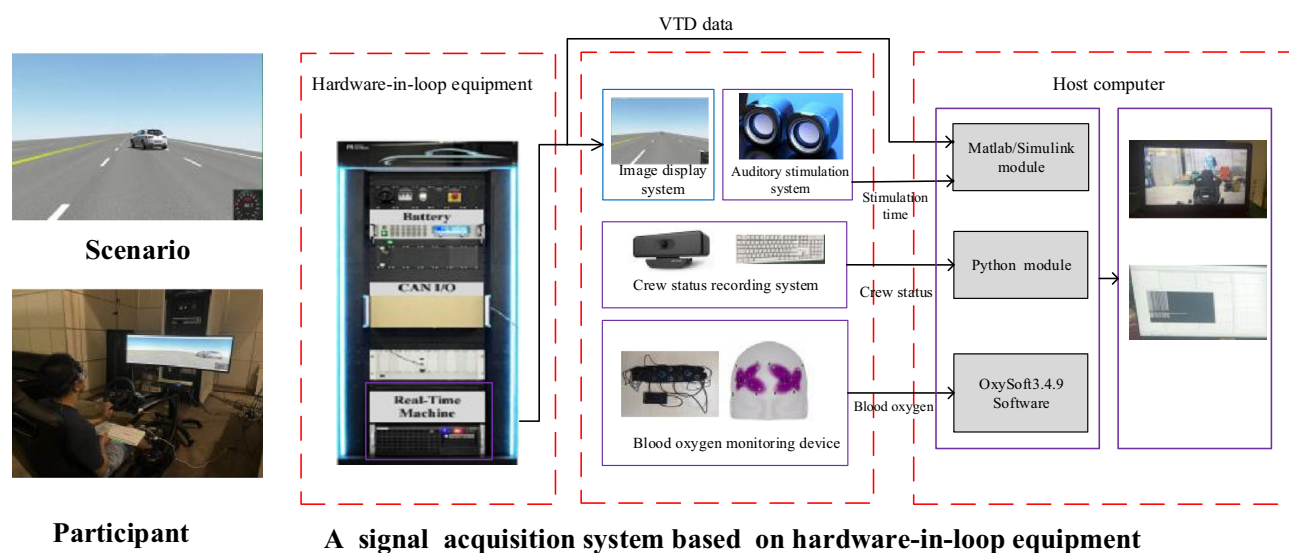 VTD data
Hardware-in-loop equipment
Host computer
Scenario
Participant
Battery
CAN I/O
Real-Time
Machine
Image display
system
Auditory stimulation
system
Stimulation
time
Crew status recording system
Crew status
Blood oxygen monitoring device
Blood oxygen
Matlab/Simulink
module
Python module
OxySoft3.4.9
Software
A signal acquisition system based on hardware-in-loop equipment